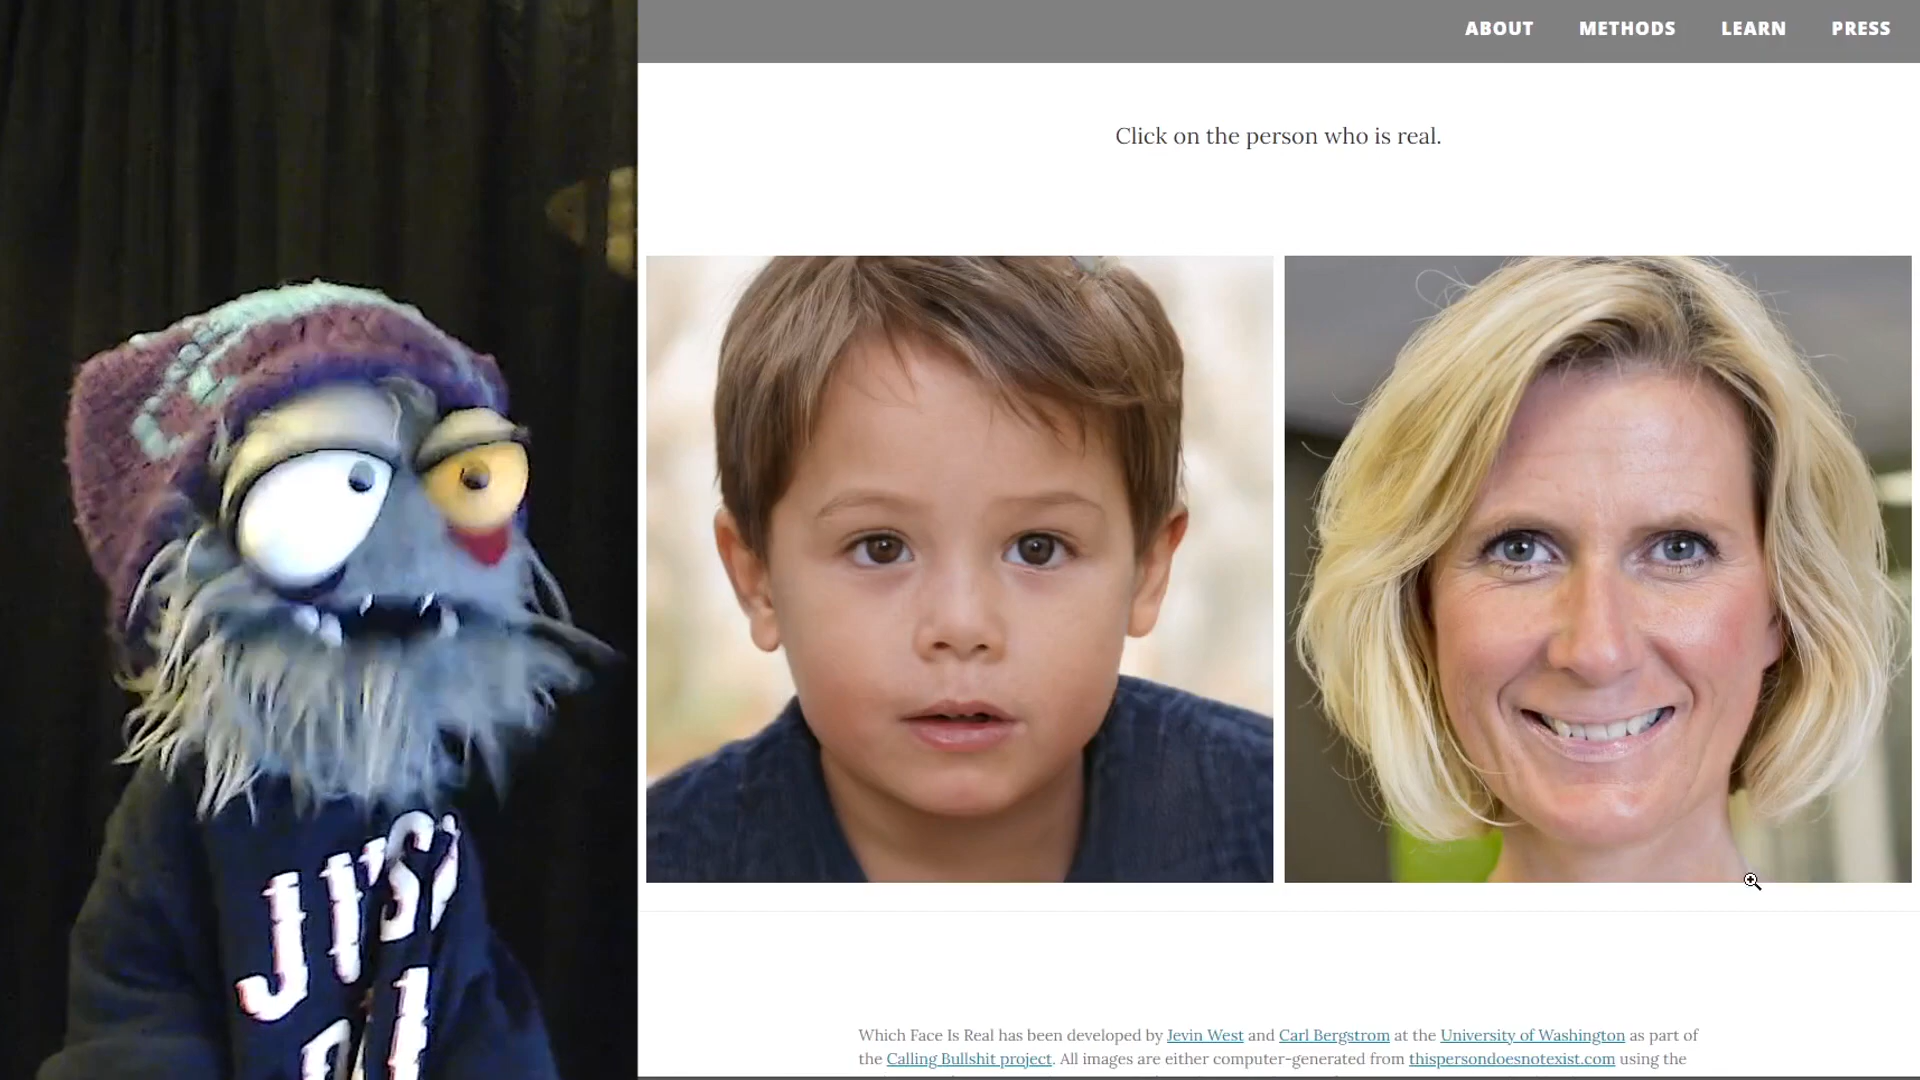 ABOUT METHODS LEARN PRESS
Click on the person who is real.
Which Face Is Real has been developed by Jevin West and Carl Bergstrom at the University of Washington as part of
the Calling Bullshit project. All images are either computer-generated from thispersondoesnotexist.com using the